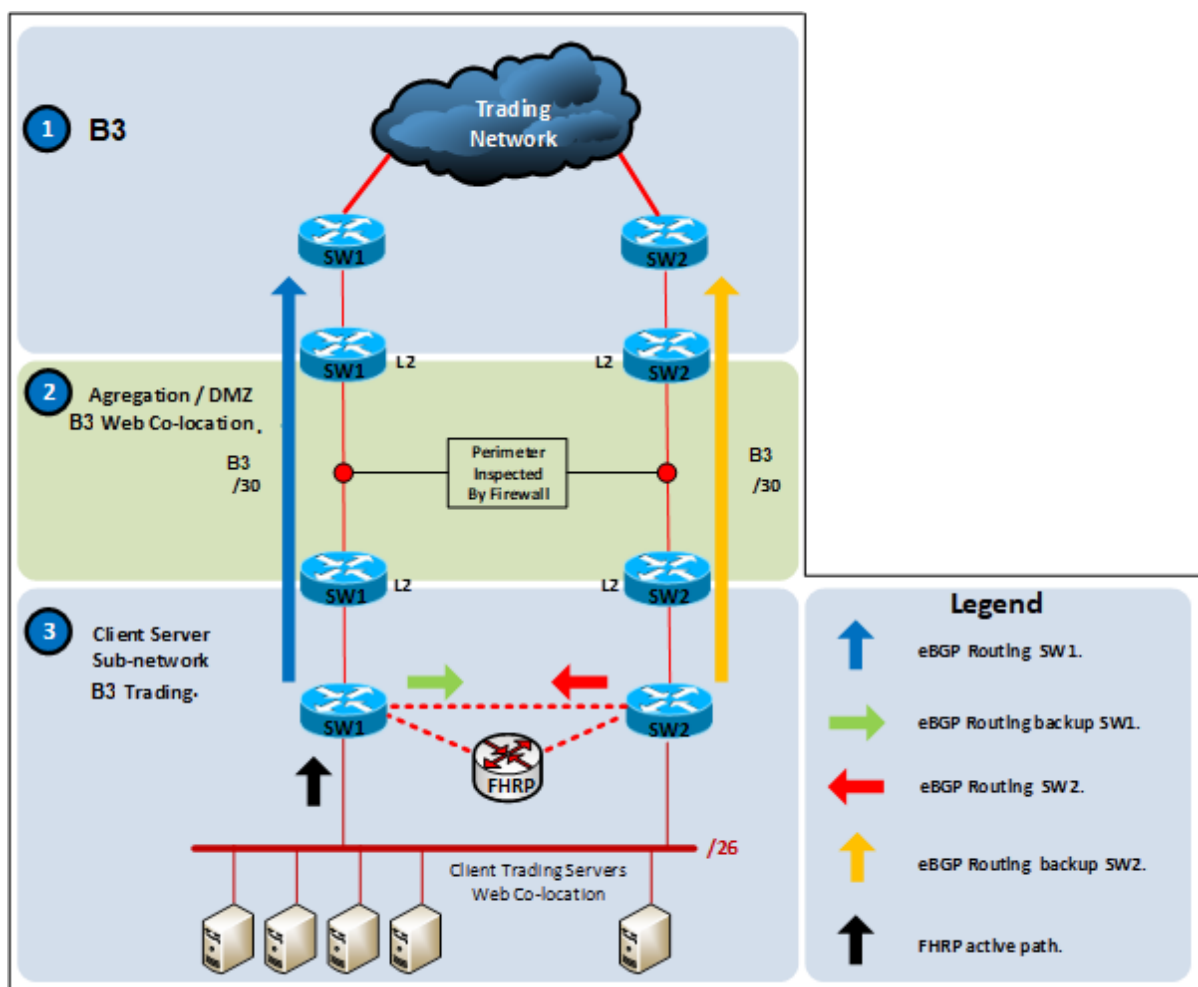 1
B3
Trading
Network
SW1
SW2
SW1
L2
L2
SW2
2
Agregation / DMZ
B3 Web Co-location .
B3
/30
Perimeter
Inspected
By Firewall
B3
/30
SW1
L2
L2
SW2
3
Client Server
Sub-network
B3 Trading.
SW1
SW2
FHRP
/26
Client Trading Servers
Web Co-location
Legend
eBGP Routing SW1.
eBGP Routing backup SW1.
eBGP Routing SW2.
eBGP Routing backup SW2.
FHRP active path.